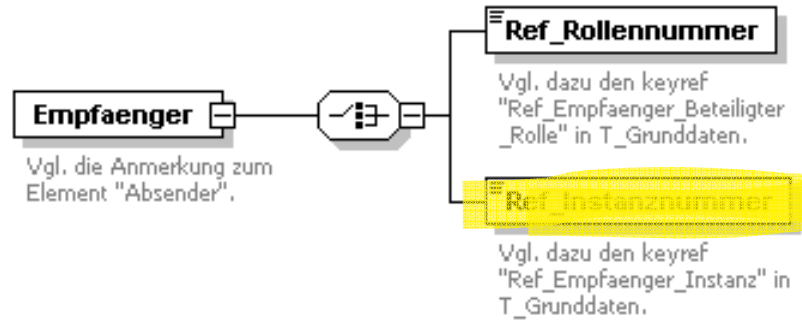 Ref_Rollennummer
Vgl. dazu den keyref
"Ref_Empfaenger_Beteiligter
_Rolle" in T_Grunddaten.
Empfaenger
Vgl. die Anmerkung zum
Element "Absender".
Ref_Instanznummer
Vgl. dazu den keyref
"Ref_Empfaenger_Instanz" in
T_Grunddaten.